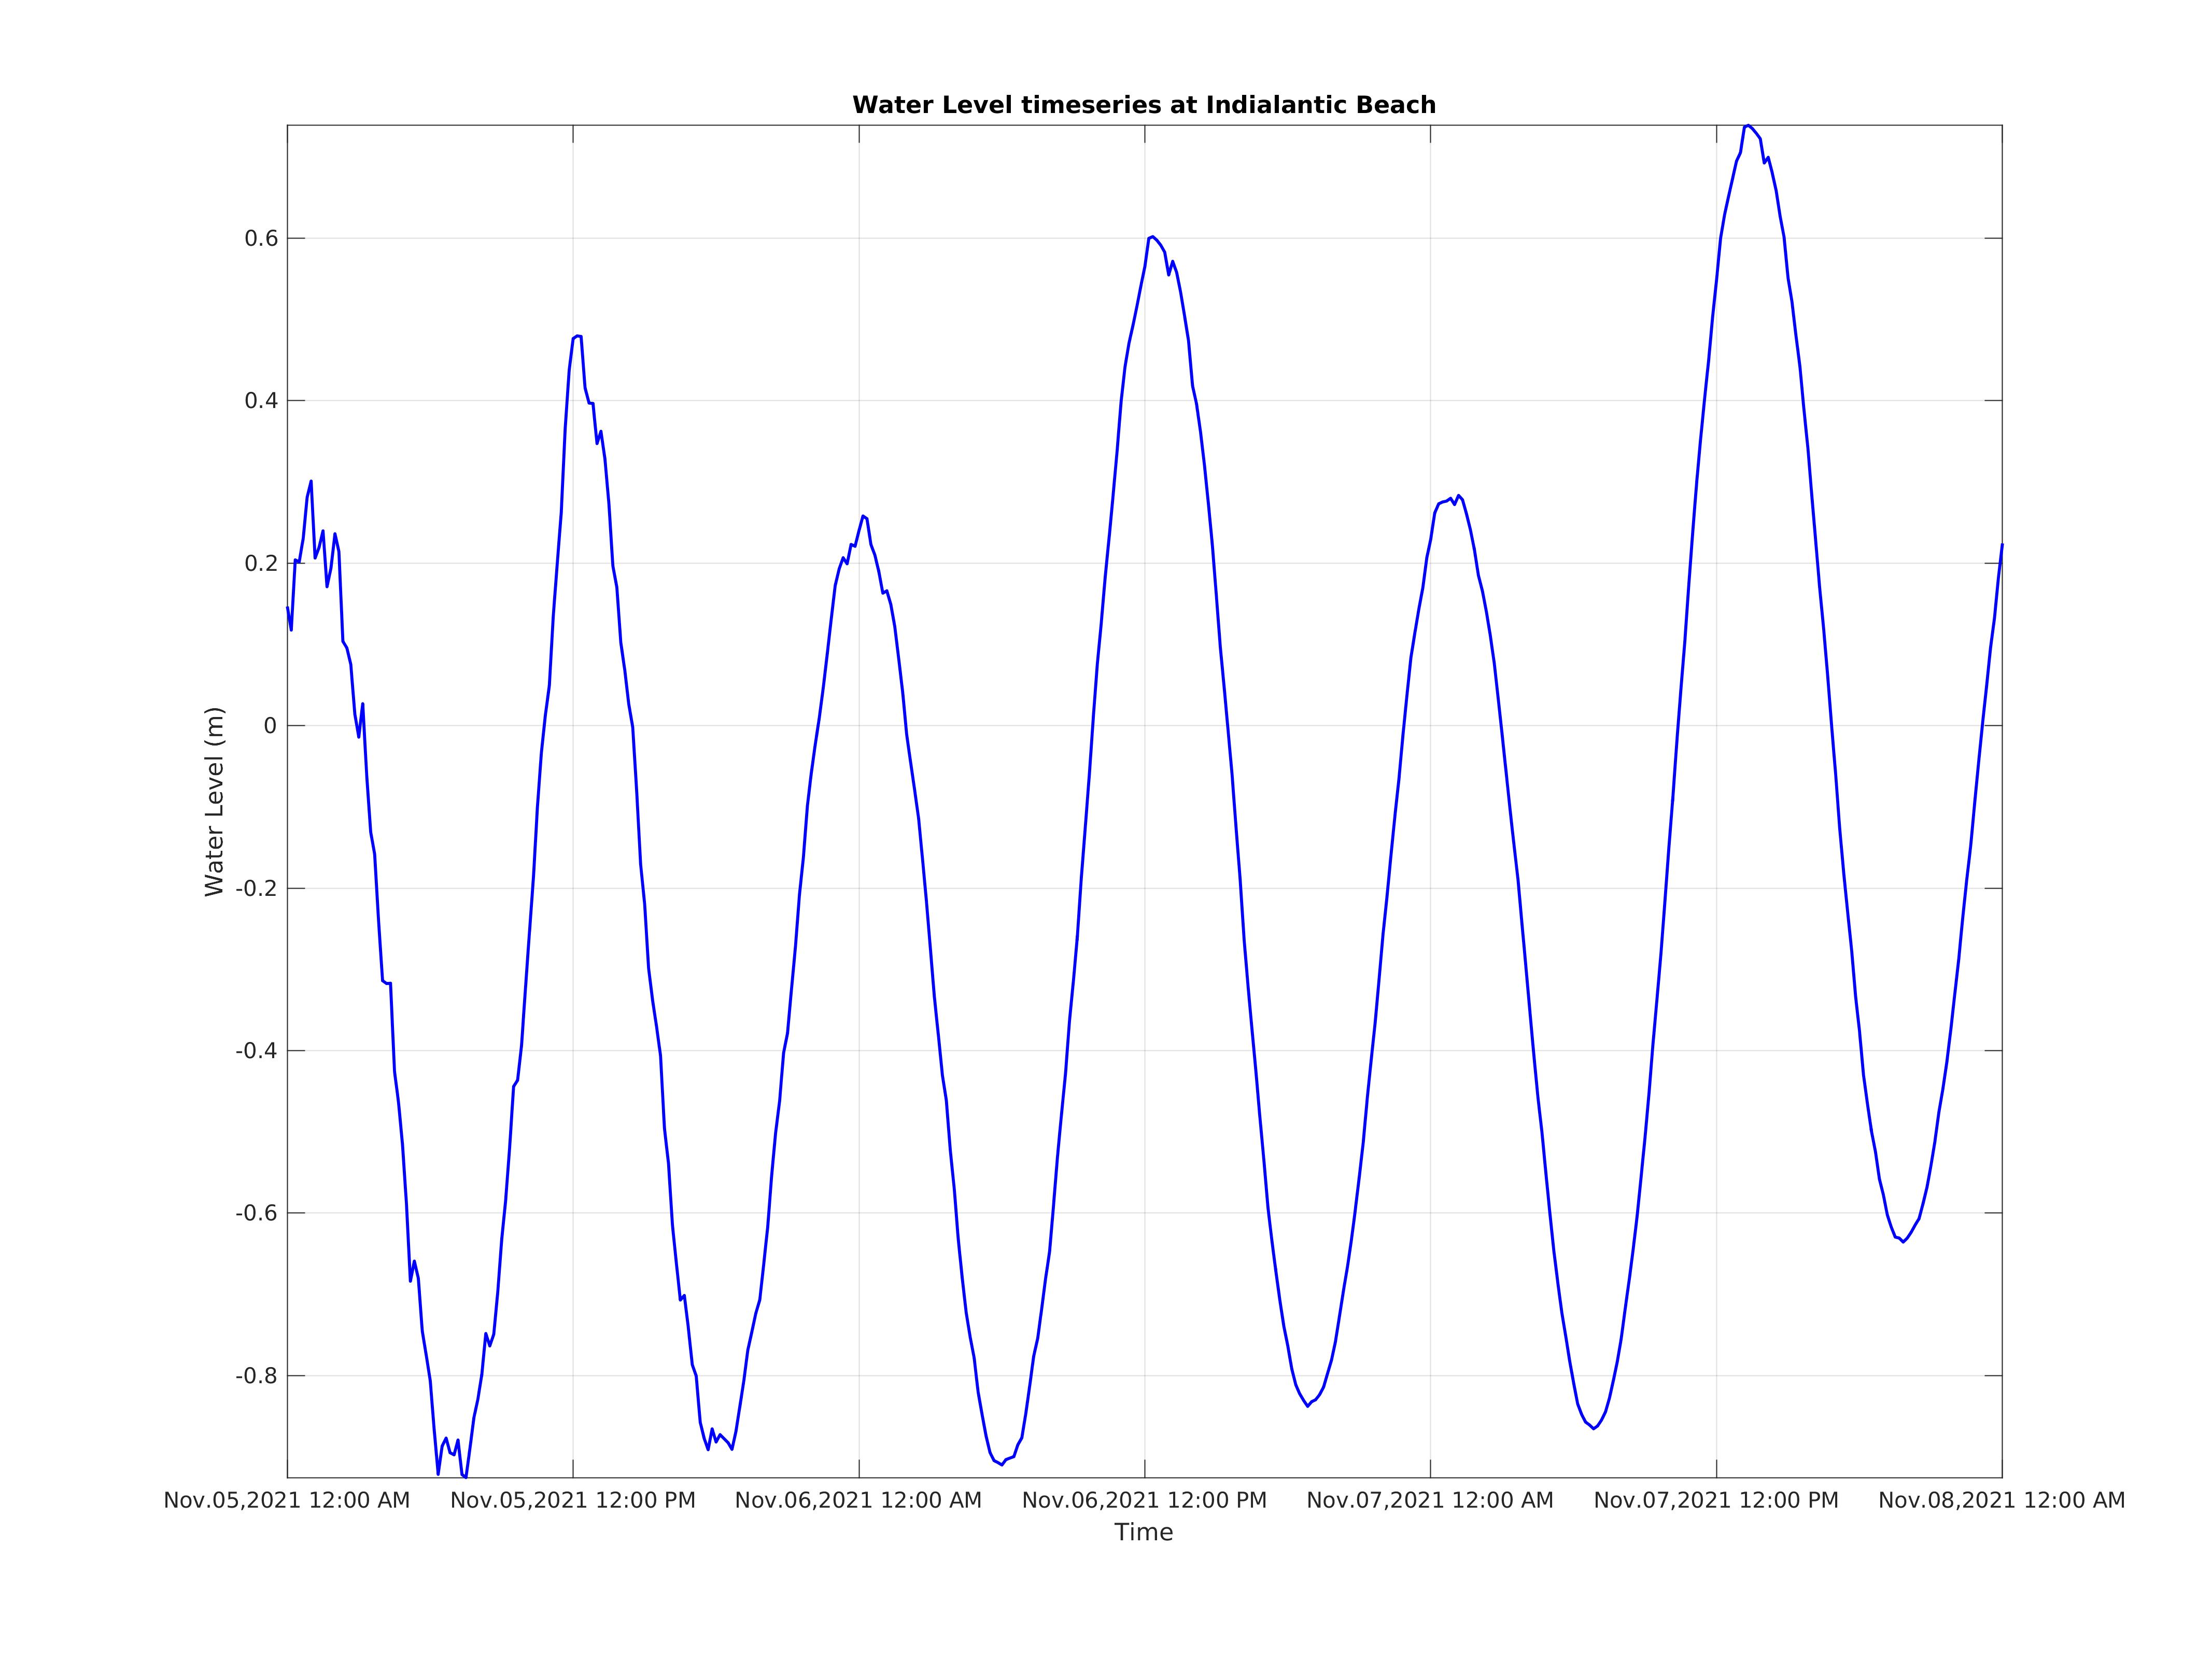 Water Level timeseries at Indialantic Beach
0.6
0.4
0.2
0
-0.2
-0.4
-0.6
-0.8
Water Level (m)
Nov.05,2021 12:00 AM Nov.05,2021 12:00 PM Nov.06,2021 12:00 AM Nov.06,2021 12:00 PM Nov.07,2021 12:00 AM Nov.07,2021 12:00 PM Nov.08,2021 12:00 AM
Time